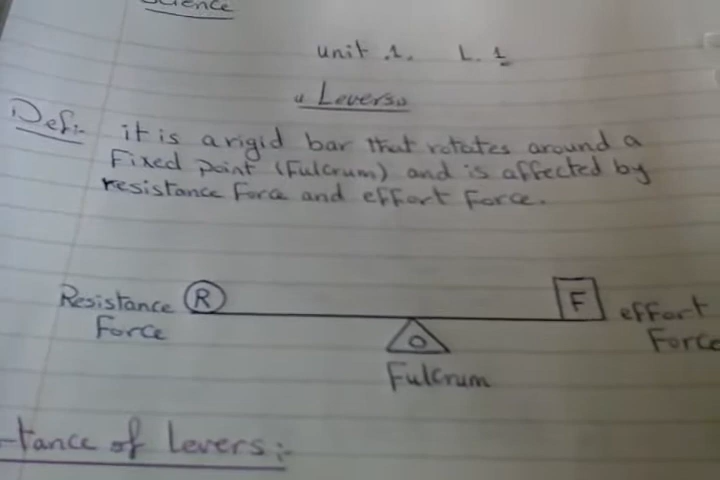 Science
unit .1. L. 1
" Levers"
Def:- it is a rigid bar that rotates around a
Fixed point (Fulcrum) and is affected by
resistance force and effort force.
Resistance R F effort
force O force
Fulcrum
-tance of levers:-